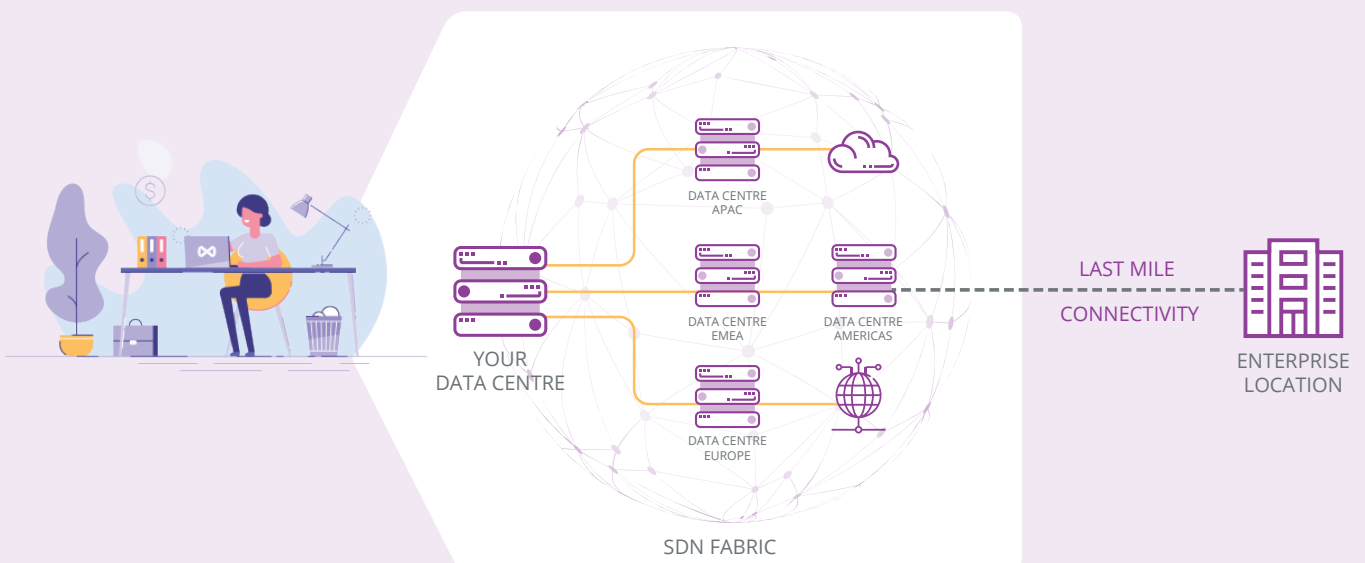 DATA CENTRE
APAC
LAST MILE
CONNECTIVITY
DATA CENTRE
EMEA
DATA CENTRE
AMERICAS
YOUR
DATA CENTRE
ENTERPRISE
LOCATION
DATA CENTRE
EUROPE
SDN FABRIC
$